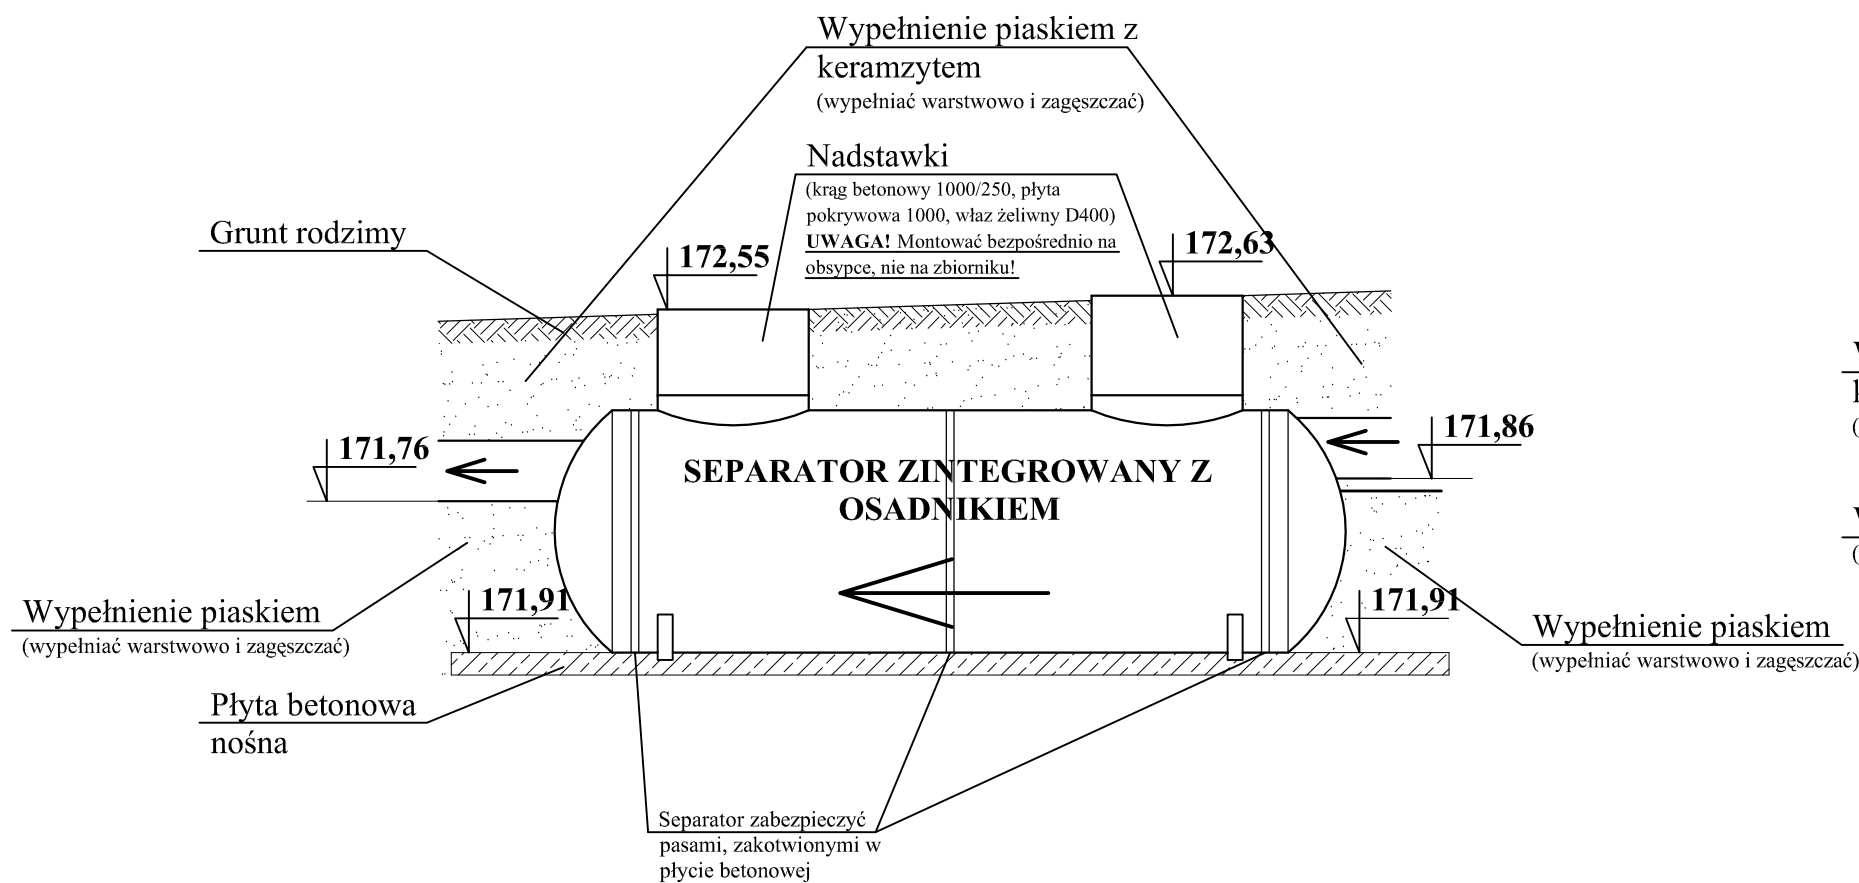 Wypełnienie piaskiem z
keramzytem
(wypełniać warstwowo i zagęszczać)
Nadstawki
(krąg betonowy 1000/250, płyta
pokrywowa 1000, właz żeliwny D400)
UWAGA! Montować bezpośrednio na
obsypce, nie na zbiorniku!
Grunt rodzimy
172,55
172,63
171,76
171,86
SEPARATOR ZINTEGROWANY Z
OSADNIKIEM
171,91
171,91
Wypełnienie piaskiem
(wypełniać warstwowo i zagęszczać)
Wypełnienie piaskiem
(wypełniać warstwowo i zagęszczać)
Płyta betonowa
nośna
Separator zabezpieczyć
pasami, zakotwionymi w
płycie betonowej